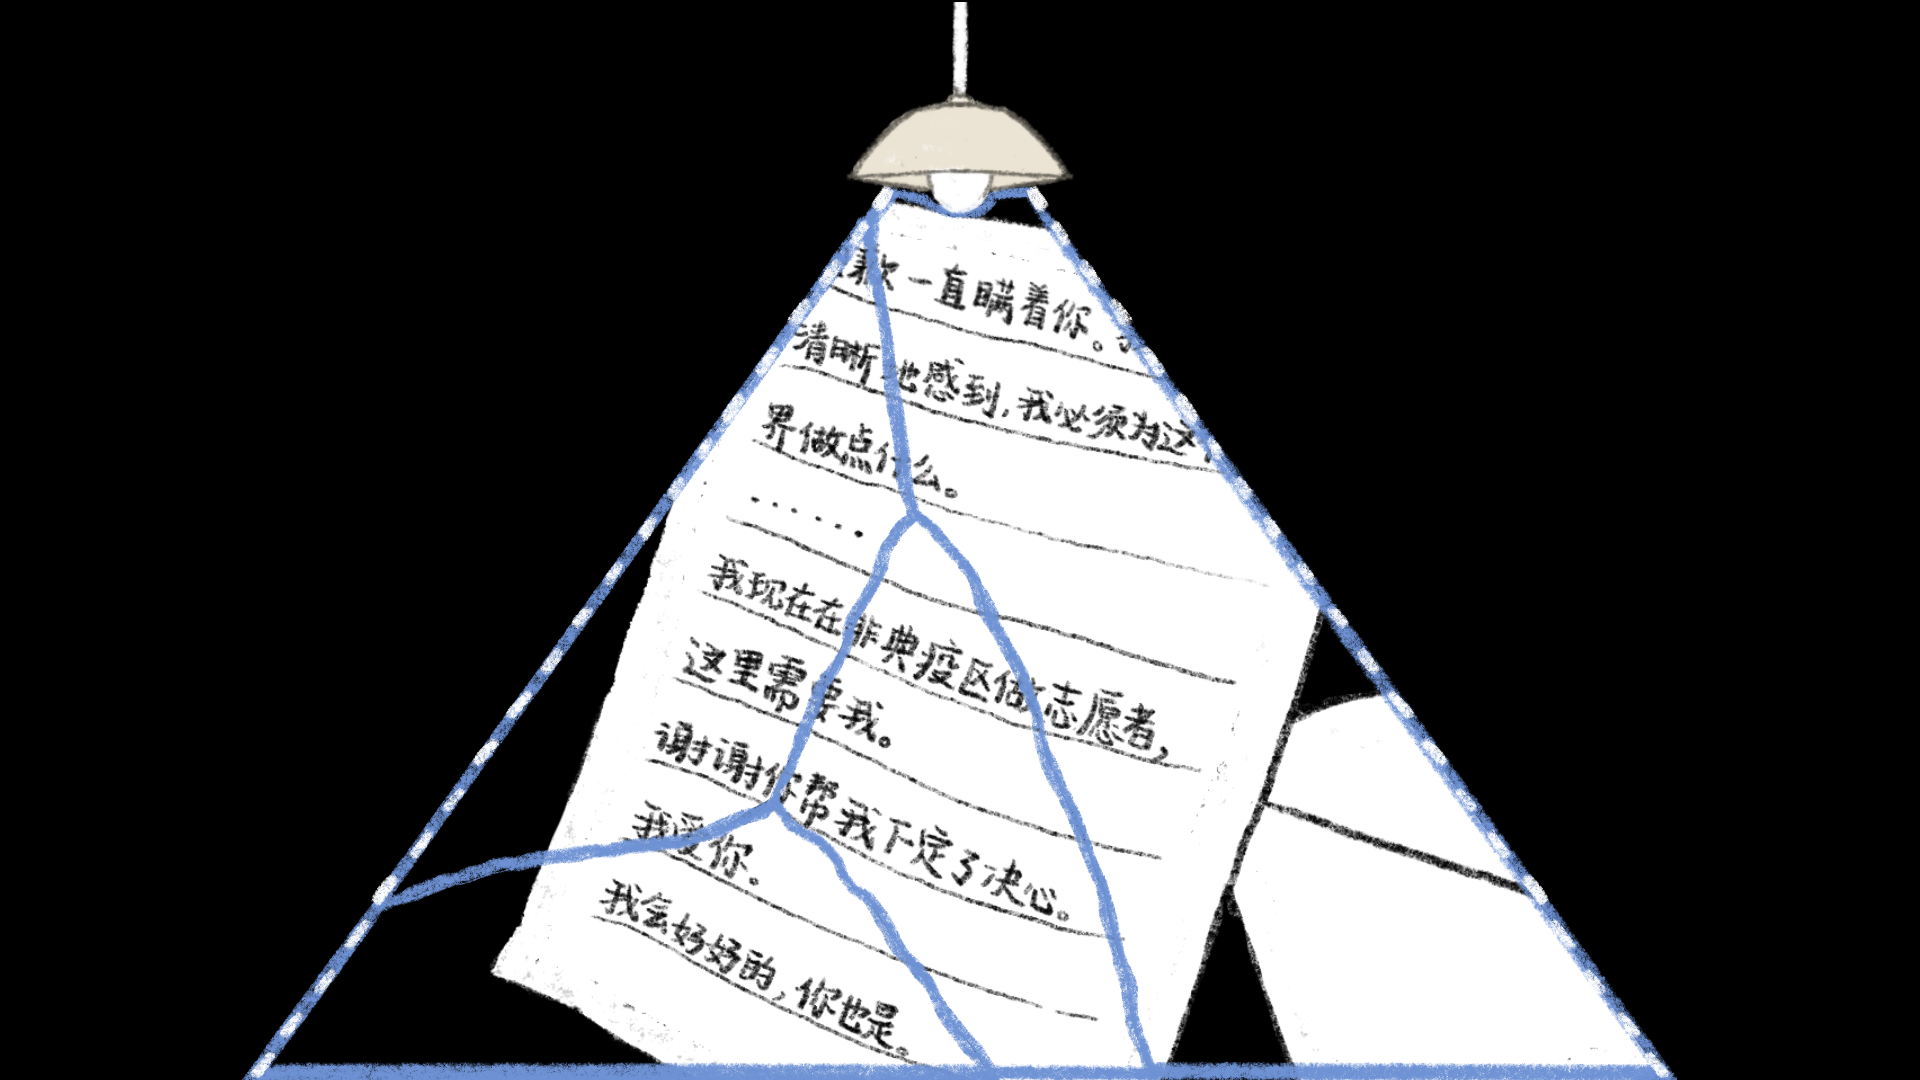 歉一直瞒着你。
清晰地感到,我必须为这个
界做点什么。
......
我现在在非典疫区做志愿者,
这里需要我。
谢谢你帮我下定了决心。
我爱你。
我会好好的,你也是。